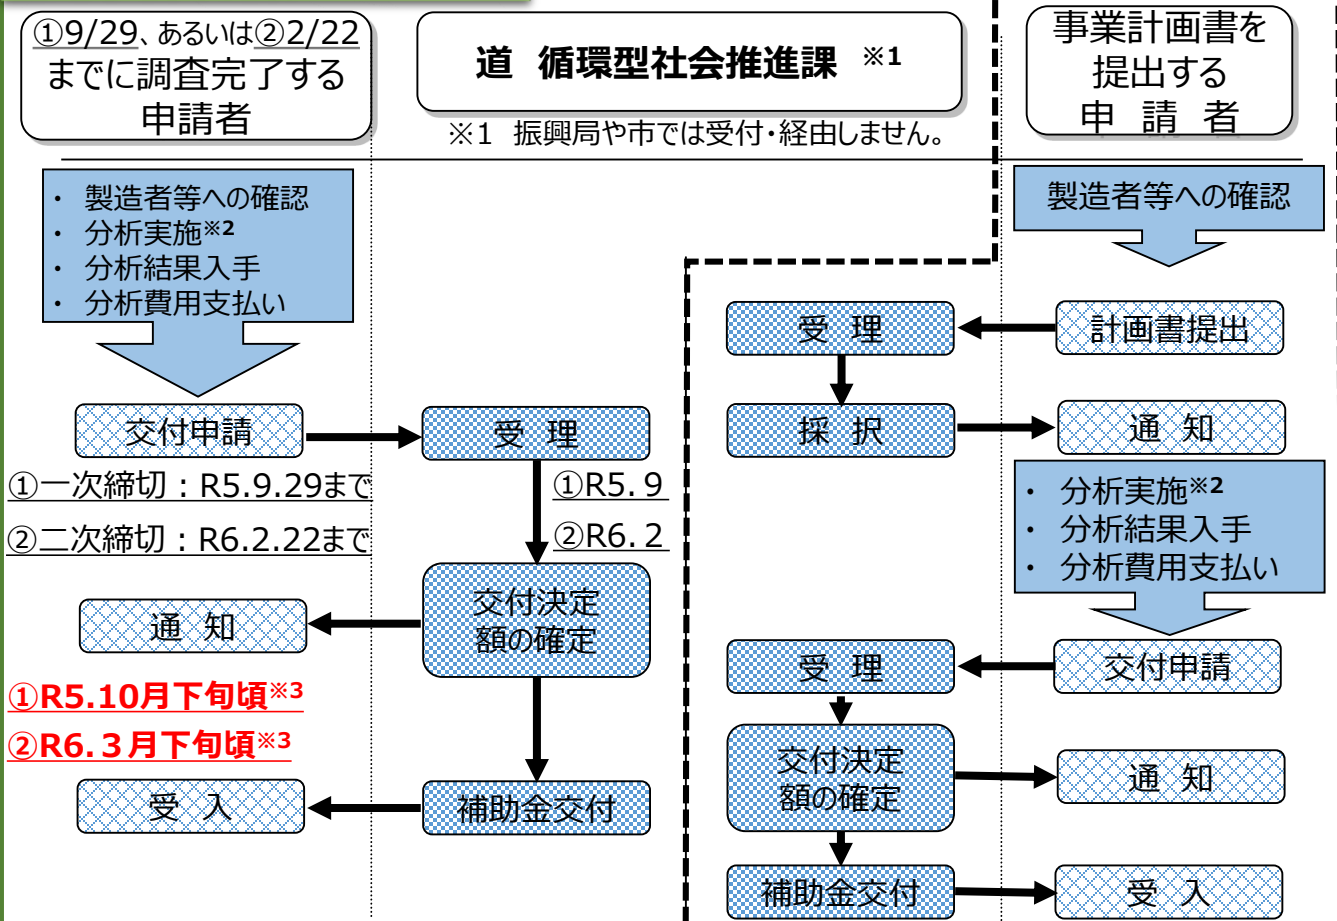 ①9/29、あるいは②2/22
までに調査完了する
申請者
道 循環型社会推進課 ※1
※1 振興局や市では受付・経由しません。
事業計画書を
提出する
申 請 者
・ 製造者等への確認
・ 分析実施※2
・ 分析結果入手
・ 分析費用支払い
交付申請
受 理
①一次締切：R5.9.29まで
②二次締切：R6.2.22まで
①R5.９
②R6.２
交付決定
額の確定
通 知
①R5.10月下旬頃※3
②R6.３月下旬頃※3
補助金交付
受 入
製造者等への確認
計画書提出
受 理
採 択
通 知
・ 分析実施※2
・ 分析結果入手
・ 分析費用支払い
交付申請
受 理
交付決定
額の確定
通 知
補助金交付
受 入